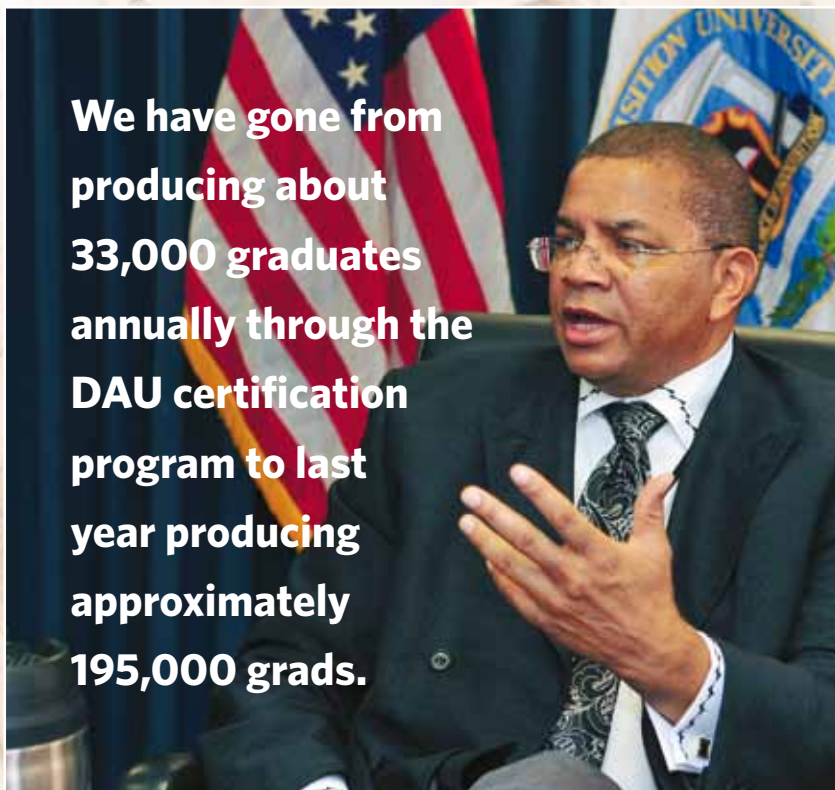 We have gone from
producing about
33,000 graduates
annually through the
DAU certification
program to last
year producing
approximately
195,000 grads.
UNIVERSITY